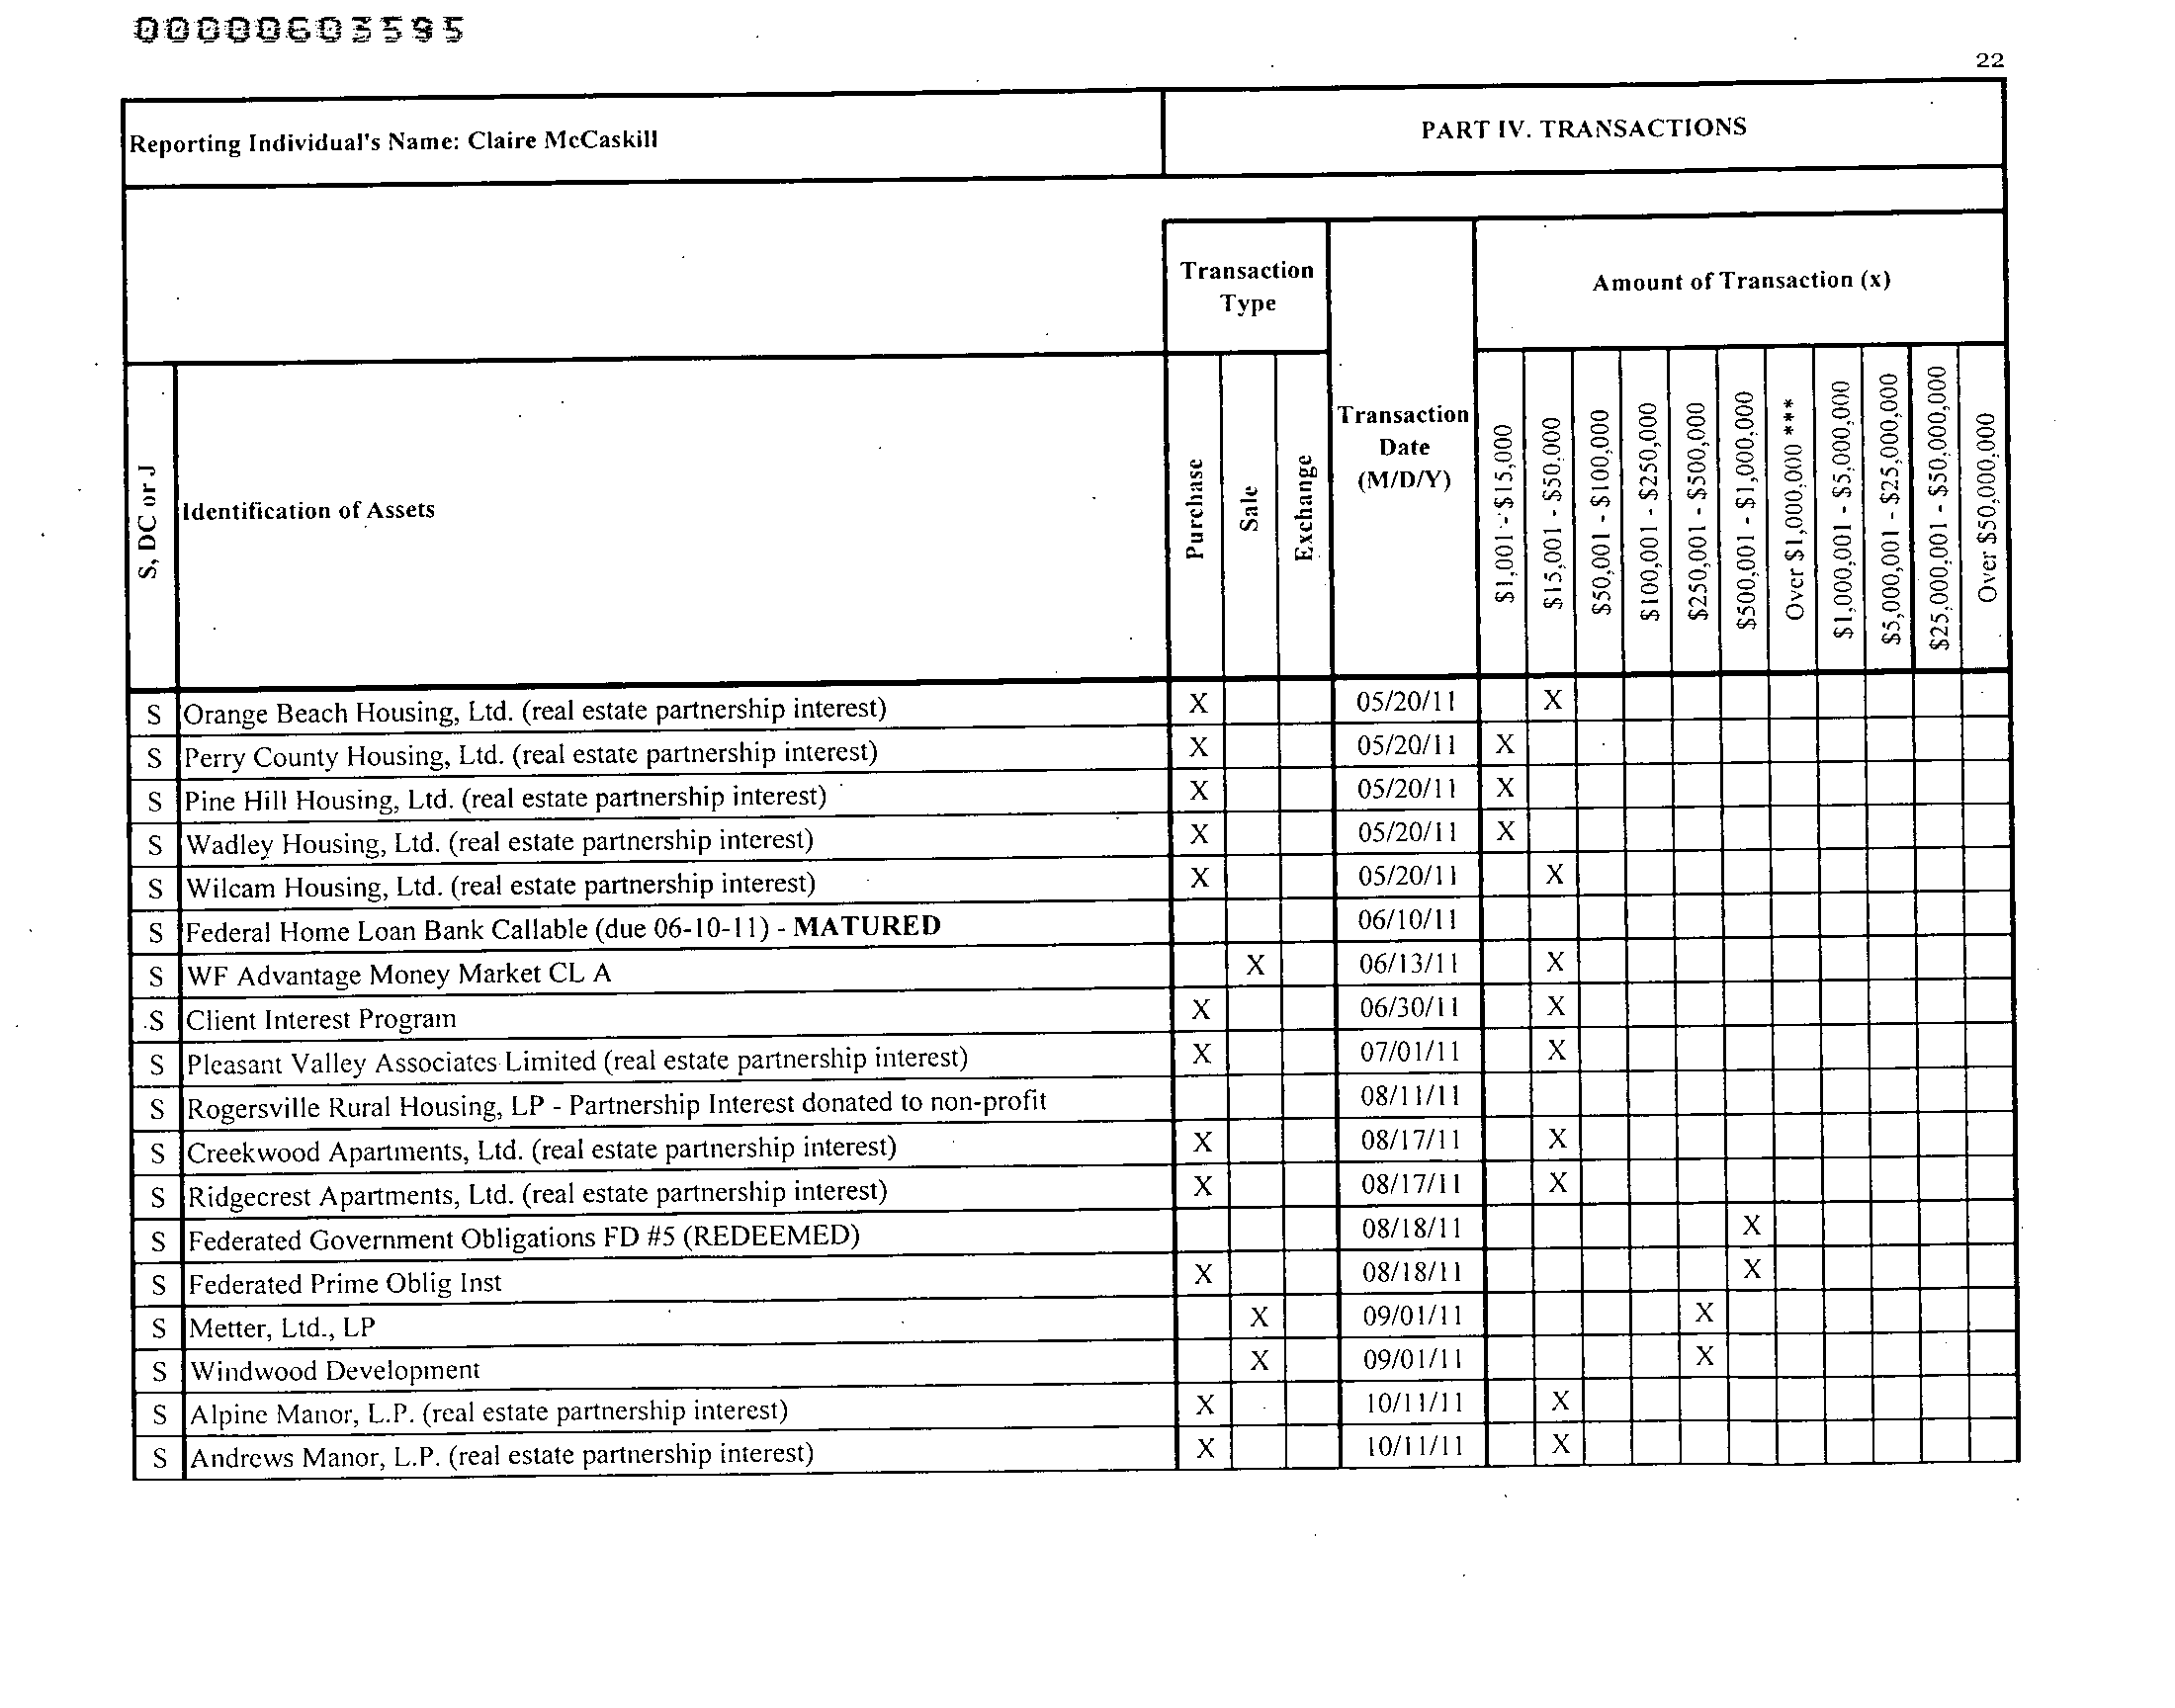 00000603595
22
Reporting Individual's Name: Claire McCaskill
PART IV. TRANSACTIONS
Transaction
Type
Amount of Transaction (x)
S, DC or J
Identification of Assets
Purchase
Sale
Exchange
Transaction
Date
(M/D/Y)
$1,001 - $15,000
$15,001 - $50,000
$50,001 - $100,000
$100,001 - $250,000
$250,001 - $500,000
$500,001 - $1,000,000
Over $1,000,000 ***
$1,000,001 - $5,000,000
$5,000,001 - $25,000,000
$25,000,001 - $50,000,000
Over $50,000,000
S Orange Beach Housing, Ltd. (real estate partnership interest) X 05/20/11 X
S Perry County Housing, Ltd. (real estate partnership interest) X 05/20/11 X
S Pine Hill Housing, Ltd. (real estate partnership interest) X 05/20/11 X
S Wadley Housing, Ltd. (real estate partnership interest) X 05/20/11 X
S Wilcam Housing, Ltd. (real estate partnership interest) X 05/20/11 X
S Federal Home Loan Bank Callable (due 06-10-11) - MATURED 06/10/11
S WF Advantage Money Market CL A X 06/13/11 X
S Client Interest Program X 06/30/11 X
S Pleasant Valley Associates Limited (real estate partnership interest) X 07/01/11 X
S Rogersville Rural Housing, LP - Partnership Interest donated to non-profit 08/11/11
S Creekwood Apartments, Ltd. (real estate partnership interest) X 08/17/11 X
S Ridgecrest Apartments, Ltd. (real estate partnership interest) X 08/17/11 X
S Federated Government Obligations FD #5 (REDEEMED) 08/18/11 X
S Federated Prime Oblig Inst X 08/18/11 X
S Metter, Ltd., LP X 09/01/11 X
S Windwood Development X 09/01/11 X
S Alpine Manor, L.P. (real estate partnership interest) X 10/11/11 X
S Andrews Manor, L.P. (real estate partnership interest) X 10/11/11 X